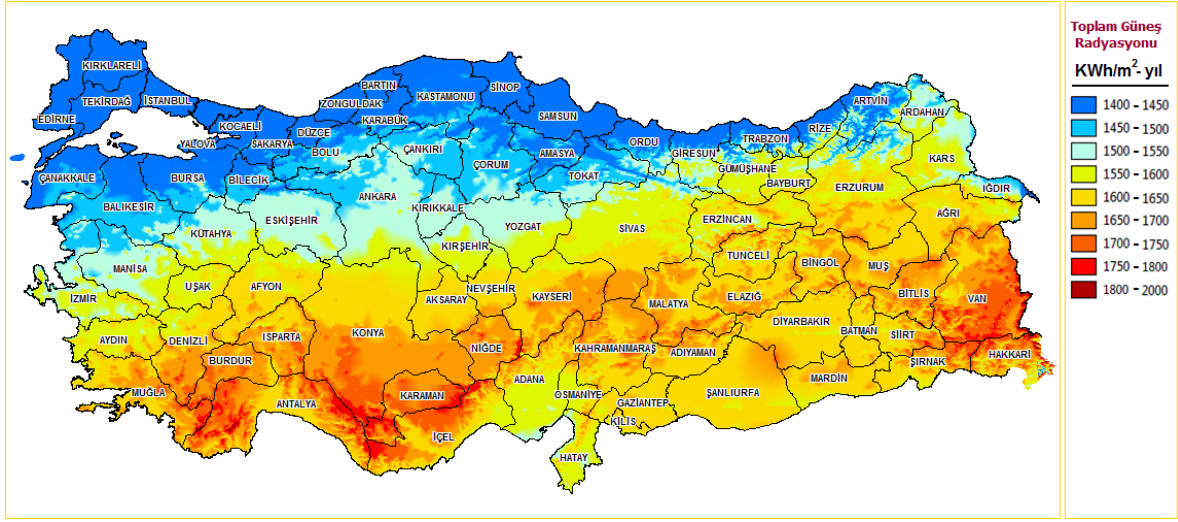 Toplam Güneş
Radyasyonu
KWh/m². yıl
1400 - 1450
1450 - 1500
1500 - 1550
1550 - 1600
1600 - 1650
1650 - 1700
1700 - 1750
1750 - 1800
1800 - 2000
KIRKLARELİ
TEKİRDAĞ
İSTANBUL
EDİRNE
KOCAELİ
YALOVA
SAKARYA
DÜZCE
BOLU
ZONGULDAK
BARTIN
KARABÜK
KASTAMONU
SİNOP
SAMSUN
ÇANKIRI
ÇORUM
AMASYA
TOKAT
ORDU
GİRESUN
TRABZON
RİZE
ARTVİN
ARDAHAN
GÜMÜŞHANE
BAYBURT
ERZURUM
KARS
IĞDIR
AĞRI
ÇANAKKALE
BURSA
BİLECİK
BALIKEŞİR
KÜTAHYA
ESKİŞEHİR
ANKARA
KIRIKKALE
KIRŞEHİR
YOZGAT
SİVAS
ERZİNCAN
TUNCELİ
BİNGÖL
MUŞ
MANİSA
İZMİR
UŞAK
AFYON
AKSARAY
NEVŞEHİR
KAYSERİ
MALATYA
ELAZIĞ
BİTLİS
VAN
AYDIN
DENİZLİ
ISPARTA
BURDUR
KONYA
NİĞDE
KAHRAMANMARAŞ
ADIYAMAN
DİYARBAKIR
BATMAN
SİİRT
ŞIRNAK
HAKKARİ
MUĞLA
ANTALYA
KARAMAN
İÇEL
ADANA
OSMANİYE
GAZİANTEP
KİLİS
ŞANLIURFA
MARDİN
HATAY